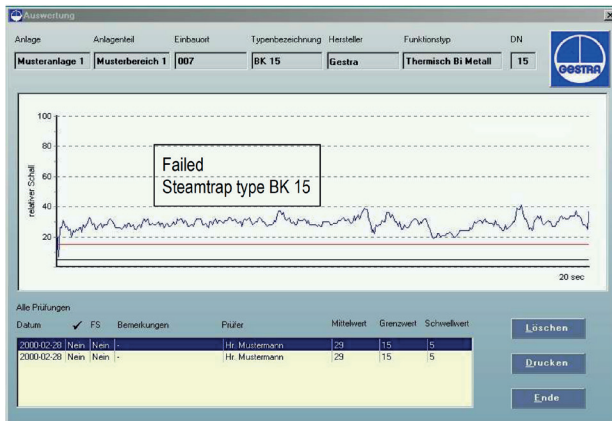 Auswertung
Anlage Anlagenteil Einbauort Typenbezeichnung Hersteller Funktionstyp DN
Musteranlage 1 Musterbereich 1 007 BK 15 Gestra Thermisch Bi Metall 15
GESTRA
100
80
60
40
20
relativer Schall
Failed
Steamtrap type BK 15
20 sec
Alle Prüfungen
Datum ✓ FS Bemerkungen Prüfer Mittelwert Grenzwert Schwellwert
2000-02-28 Nein Nein - Hr. Mustermann 29 15 5
2000-02-28 Nein Nein - Hr. Mustermann 29 15 5
Löschen
Drucken
Ende